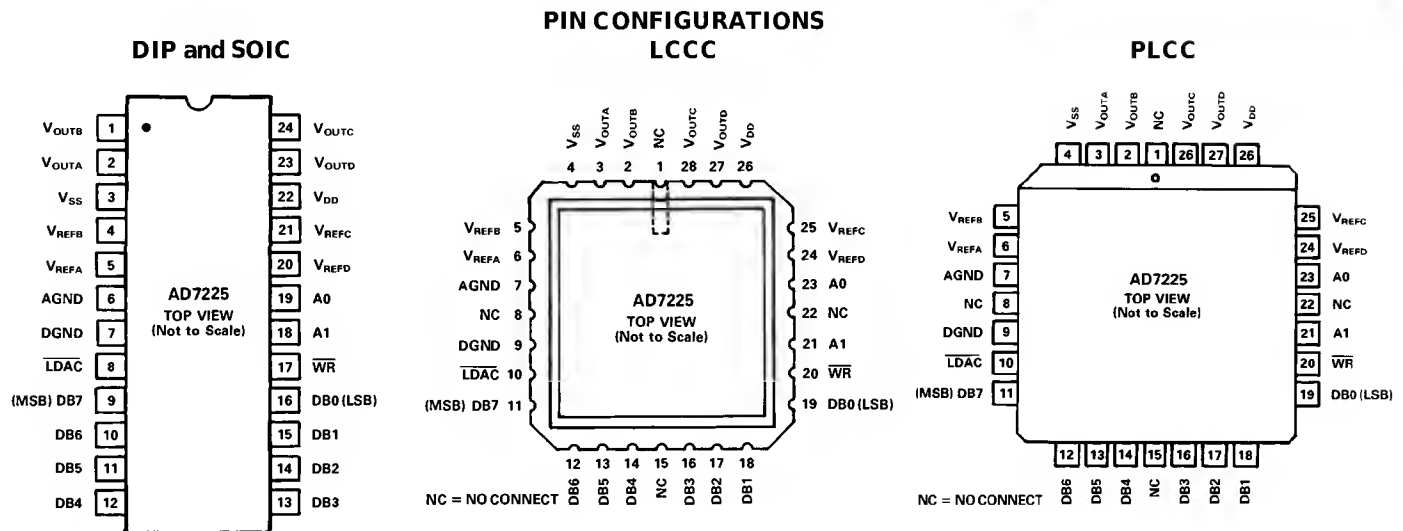 PIN CONFIGURATIONS
DIP and SOIC
LCCC
PLCC
VOUTB 1
VOUTA 2
VSS 3
VREFB 4
VREFA 5
AGND 6
DGND 7
LDAC 8
(MSB) DB7 9
DB6 10
DB5 11
DB4 12
AD7225
TOP VIEW
(Not to Scale)
24 VOUTC
23 VOUTD
22 VDD
21 VREFC
20 VREFD
19 A0
18 A1
17 WR
16 DB0 (LSB)
15 DB1
14 DB2
13 DB3
VSS VOUTA VOUTB NC VOUTC VOUTD VDD
4 3 2 1 28 27 26
VREFB 5
VREFA 6
AGND 7
NC 8
DGND 9
LDAC 10
(MSB) DB7 11
AD7225
TOP VIEW
(Not to Scale)
25 VREFC
24 VREFD
23 A0
22 NC
21 A1
20 WR
19 DB0 (LSB)
12 13 14 15 16 17 18
DB6 DB5 DB4 NC DB3 DB2 DB1
NC = NO CONNECT
VSS VOUTA VOUTB NC VOUTC VOUTD VDD
4 3 2 1 26 27 26
VREFB 5
VREFA 6
AGND 7
NC 8
DGND 9
LDAC 10
(MSB) DB7 11
AD7225
TOP VIEW
(Not to Scale)
25 VREFC
24 VREFD
23 A0
22 NC
21 A1
20 WR
19 DB0 (LSB)
12 13 14 15 16 17 18
DB6 DB5 DB4 NC DB3 DB2 DB1
NC = NO CONNECT